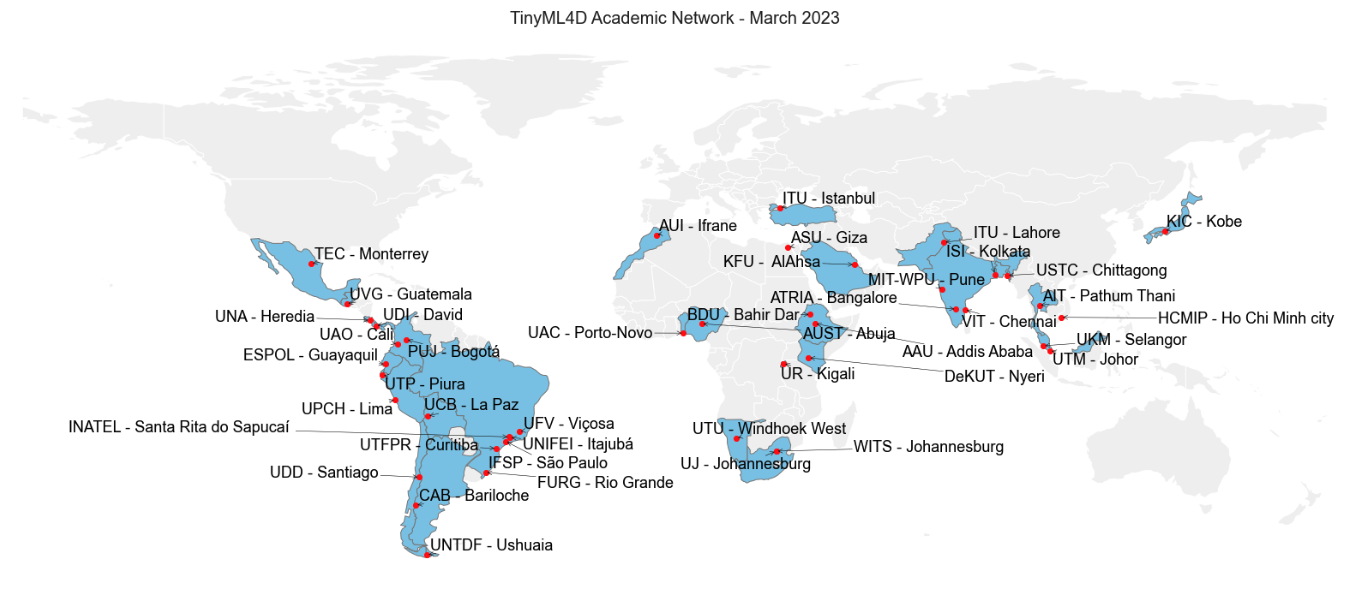 TinyML4D Academic Network - March 2023
ITU - Istanbul
AUI - Ifrane
KIC - Kobe
ITU - Lahore
ASU - Giza
TEC - Monterrey
ISI - Kolkata
KFU - AlAhsa
USTC - Chittagong
MIT-WPU - Pune
UVG - Guatemala
ATRIA - Bangalore
AIT - Pathum Thani
UNA - Heredia
UDI - David
BDU - Bahir Dar
VIT - Chennai
HCMIP - Ho Chi Minh city
UAO - Cali
UAC - Porto-Novo
AUST - Abuja
UKM - Selangor
ESPOL - Guayaquil
PUJ - Bogotá
AAU - Addis Ababa
UTM - Johor
UR - Kigali
DeKUT - Nyeri
UTP - Piura
UPCH - Lima
UCB - La Paz
INATEL - Santa Rita do Sapucaí
UFV - Viçosa
UTU - Windhoek West
UTFPR - Curitiba
UNIFEI - Itajubá
WITS - Johannesburg
IFSP - São Paulo
UJ - Johannesburg
UDD - Santiago
FURG - Rio Grande
CAB - Bariloche
UNTDF - Ushuaia